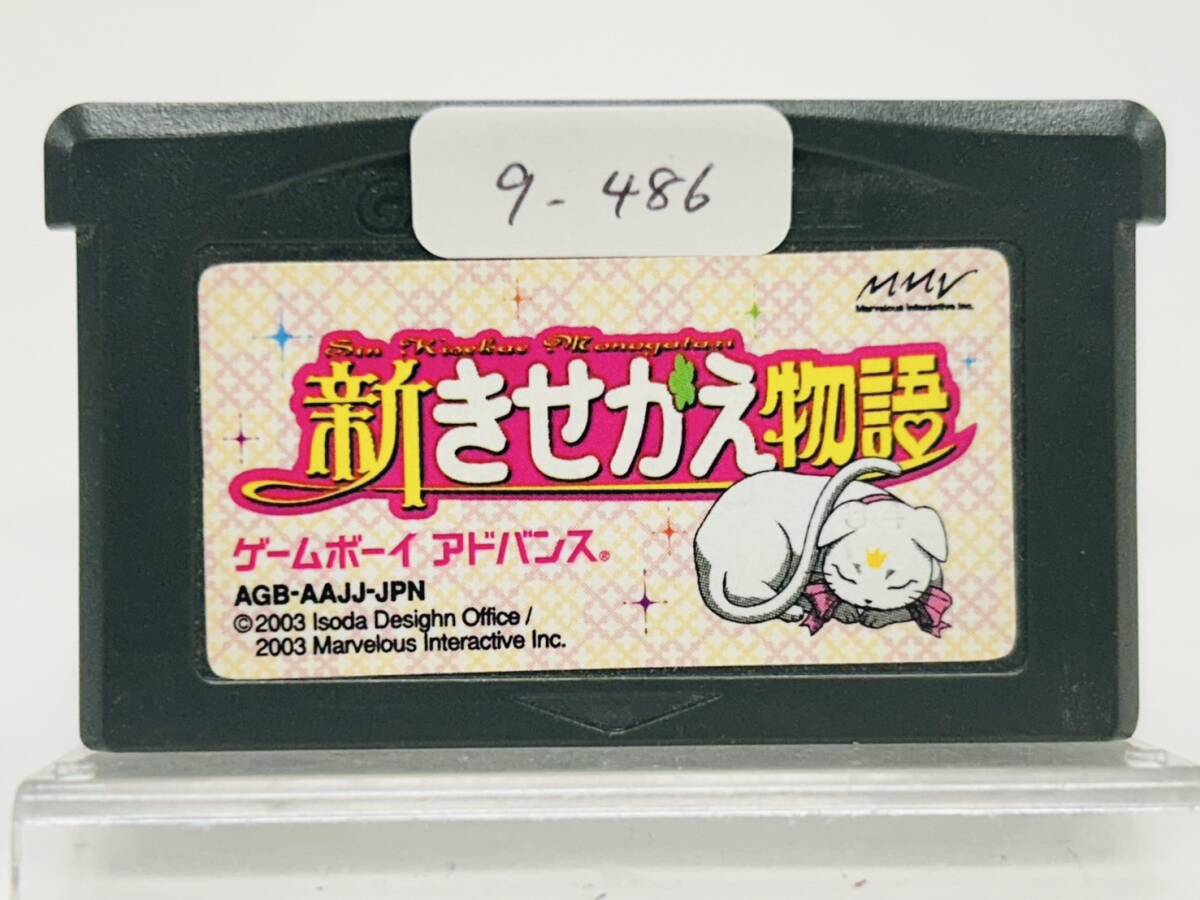 9-486
MMV
Marvelous Interactive Inc.
Sin Kisekae Monogatari
新きせかえ物語
ゲームボーイ アドバンス®
AGB-AAJJ-JPN
©2003 Isoda Desighn Office /
2003 Marvelous Interactive Inc.